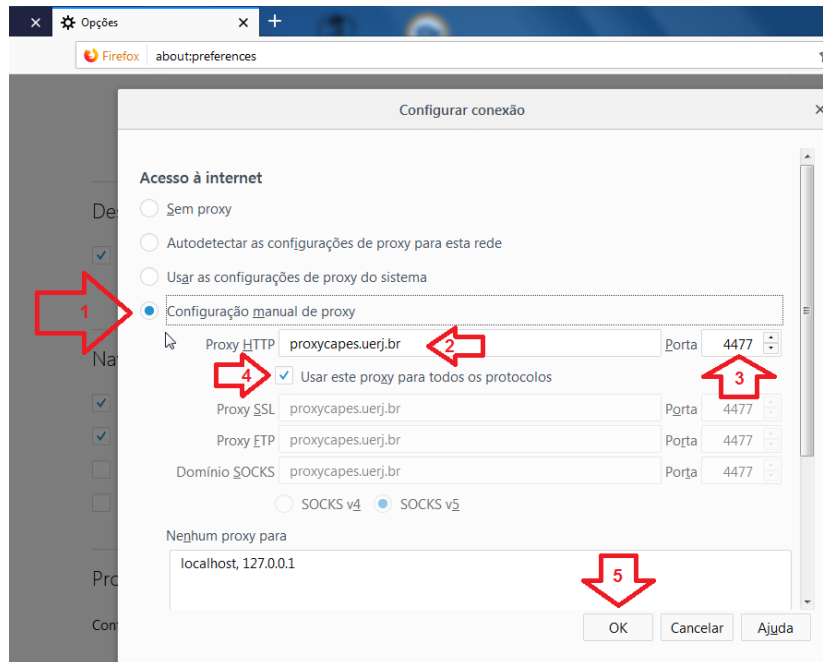 Opções
Firefox about:preferences
Configurar conexão
Acesso à internet
Sem proxy
Autodetectar as configurações de proxy para esta rede
Usar as configurações de proxy do sistema
1 Configuração manual de proxy
Proxy HTTP proxycapes.uerj.br 2 Porta 4477
4 Usar este proxy para todos os protocolos 3
Proxy SSL proxycapes.uerj.br Porta 4477
Proxy FTP proxycapes.uerj.br Porta 4477
Domínio SOCKS proxycapes.uerj.br Porta 4477
SOCKS v4 SOCKS v5
Nenhum proxy para
localhost, 127.0.0.1
5
OK Cancelar Ajuda